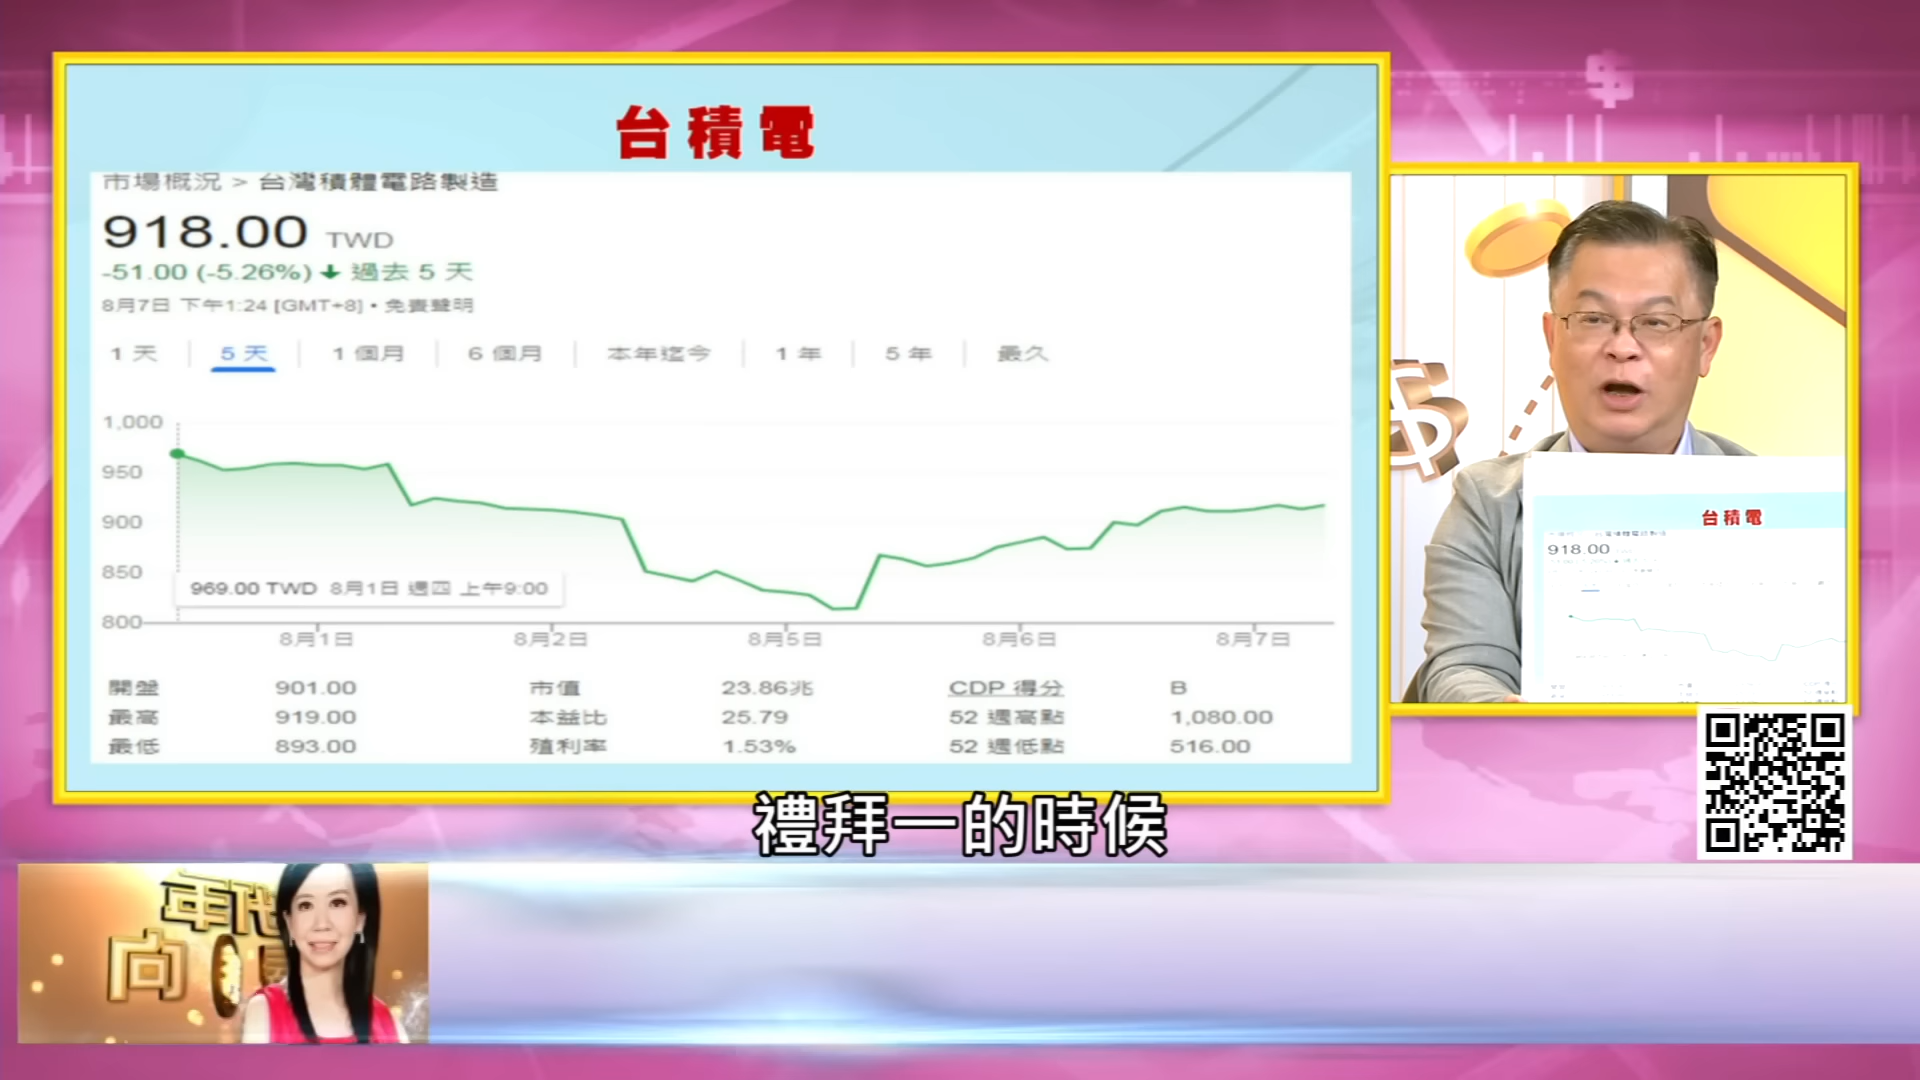 台積電
市場概況 > 台灣積體電路製造
918.00 TWD
-51.00 (-5.26%) ↓ 過去 5 天
8月7日 下午1:24 [GMT+8] • 免責聲明
1 天 5 天 1 個月 6 個月 本年迄今 1 年 5 年 最久
1,000
950
900
850
800
969.00 TWD 8月1日 週四 上午9:00
8月1日 8月2日 8月5日 8月6日 8月7日
開盤 901.00 市值 23.86兆 CDP 得分 B
最高 919.00 本益比 25.79 52 週高點 1,080.00
最低 893.00 殖利率 1.53% 52 週低點 516.00
台積電
918.00
禮拜一的時候
年代
向